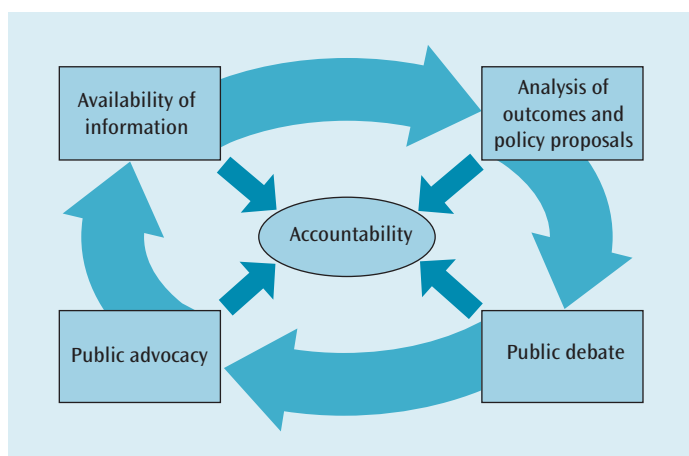 Availability of
information
Analysis of
outcomes and
policy proposals
Accountability
Public advocacy
Public debate